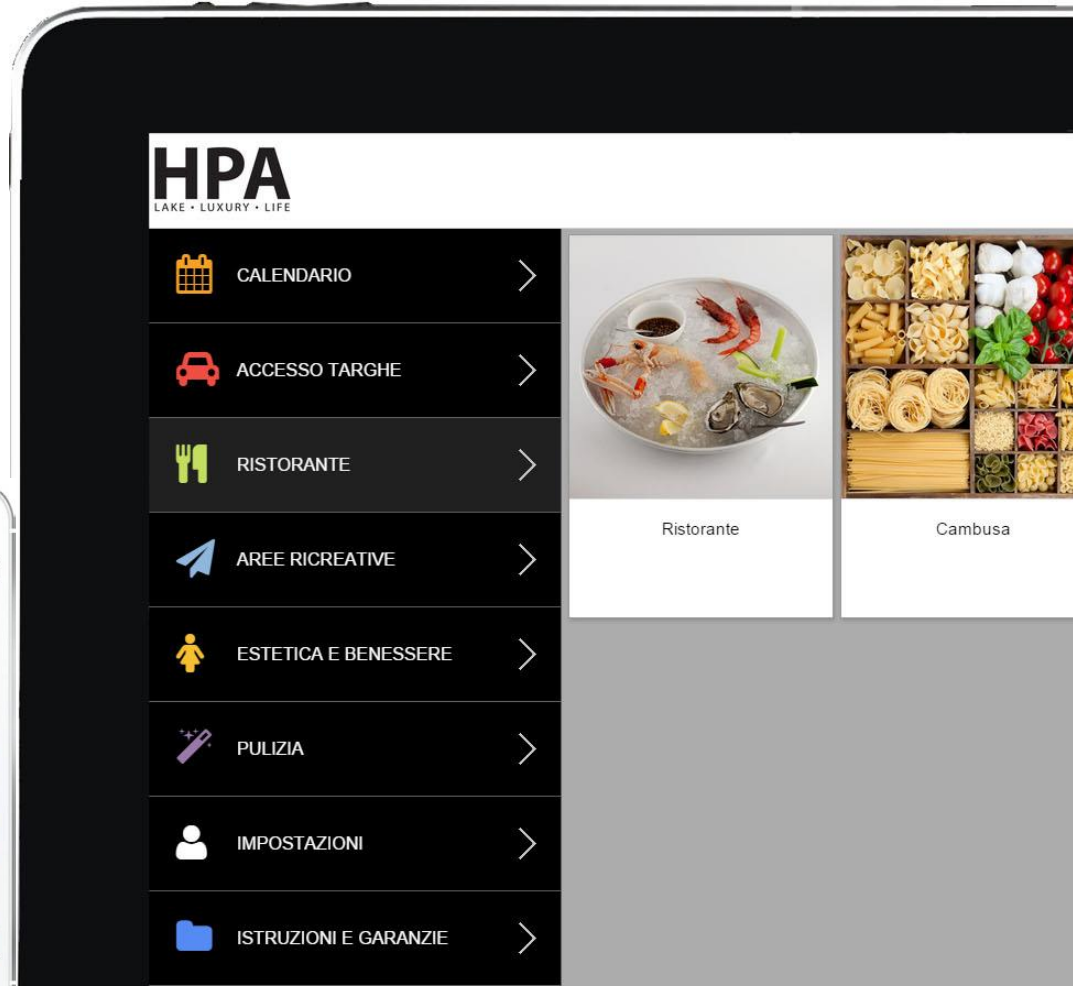 HPA
LAKE • LUXURY • LIFE
CALENDARIO
ACCESSO TARGHE
RISTORANTE
AREE RICREATIVE
ESTETICA E BENESSERE
PULIZIA
IMPOSTAZIONI
ISTRUZIONI E GARANZIE
Ristorante
Cambusa